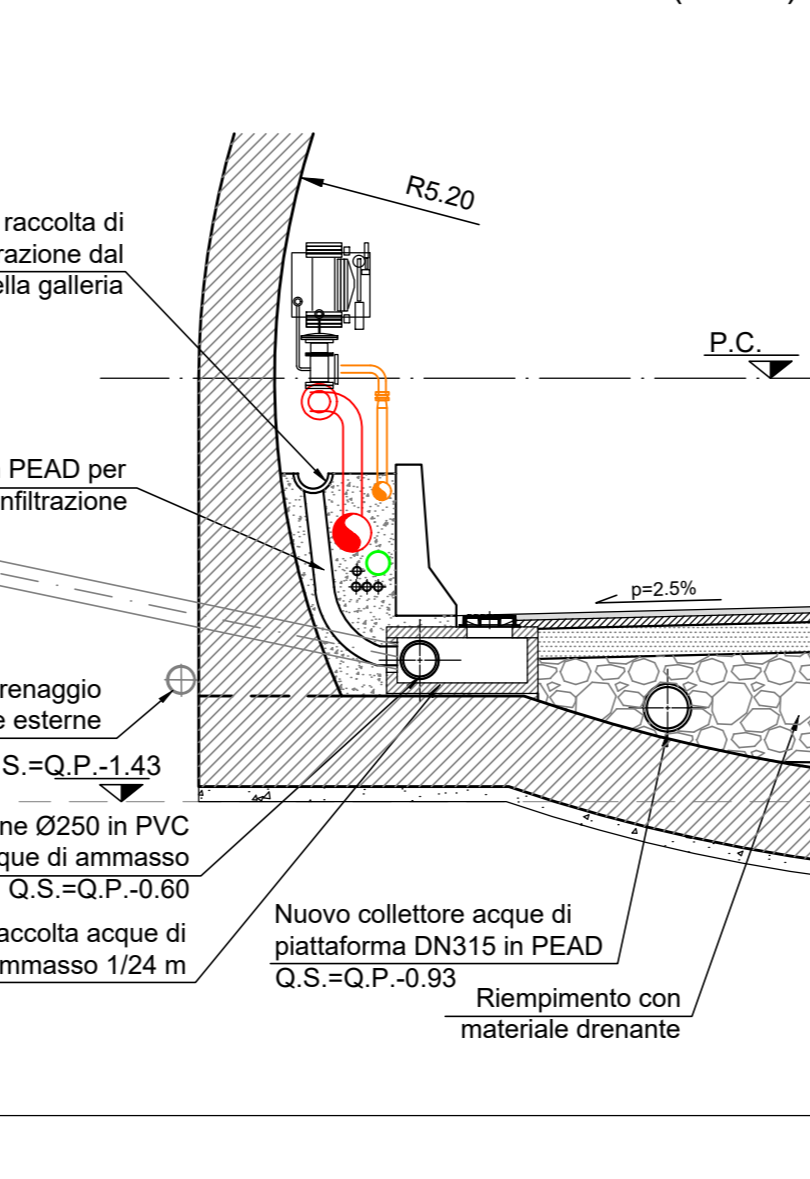 R5.20
raccolta di
razione dal
ella galleria
P.C.
PEAD per
nfiltrazione
p=2.5%
renaggio
e esterne
S.=Q.P.-1.43
ne Ø250 in PVC
que di ammasso
Q.S.=Q.P.-0.60
accolta acque di
mmasso 1/24 m
Nuovo collettore acque di
piattaforma DN315 in PEAD
Q.S.=Q.P.-0.93
Riempimento con
materiale drenante